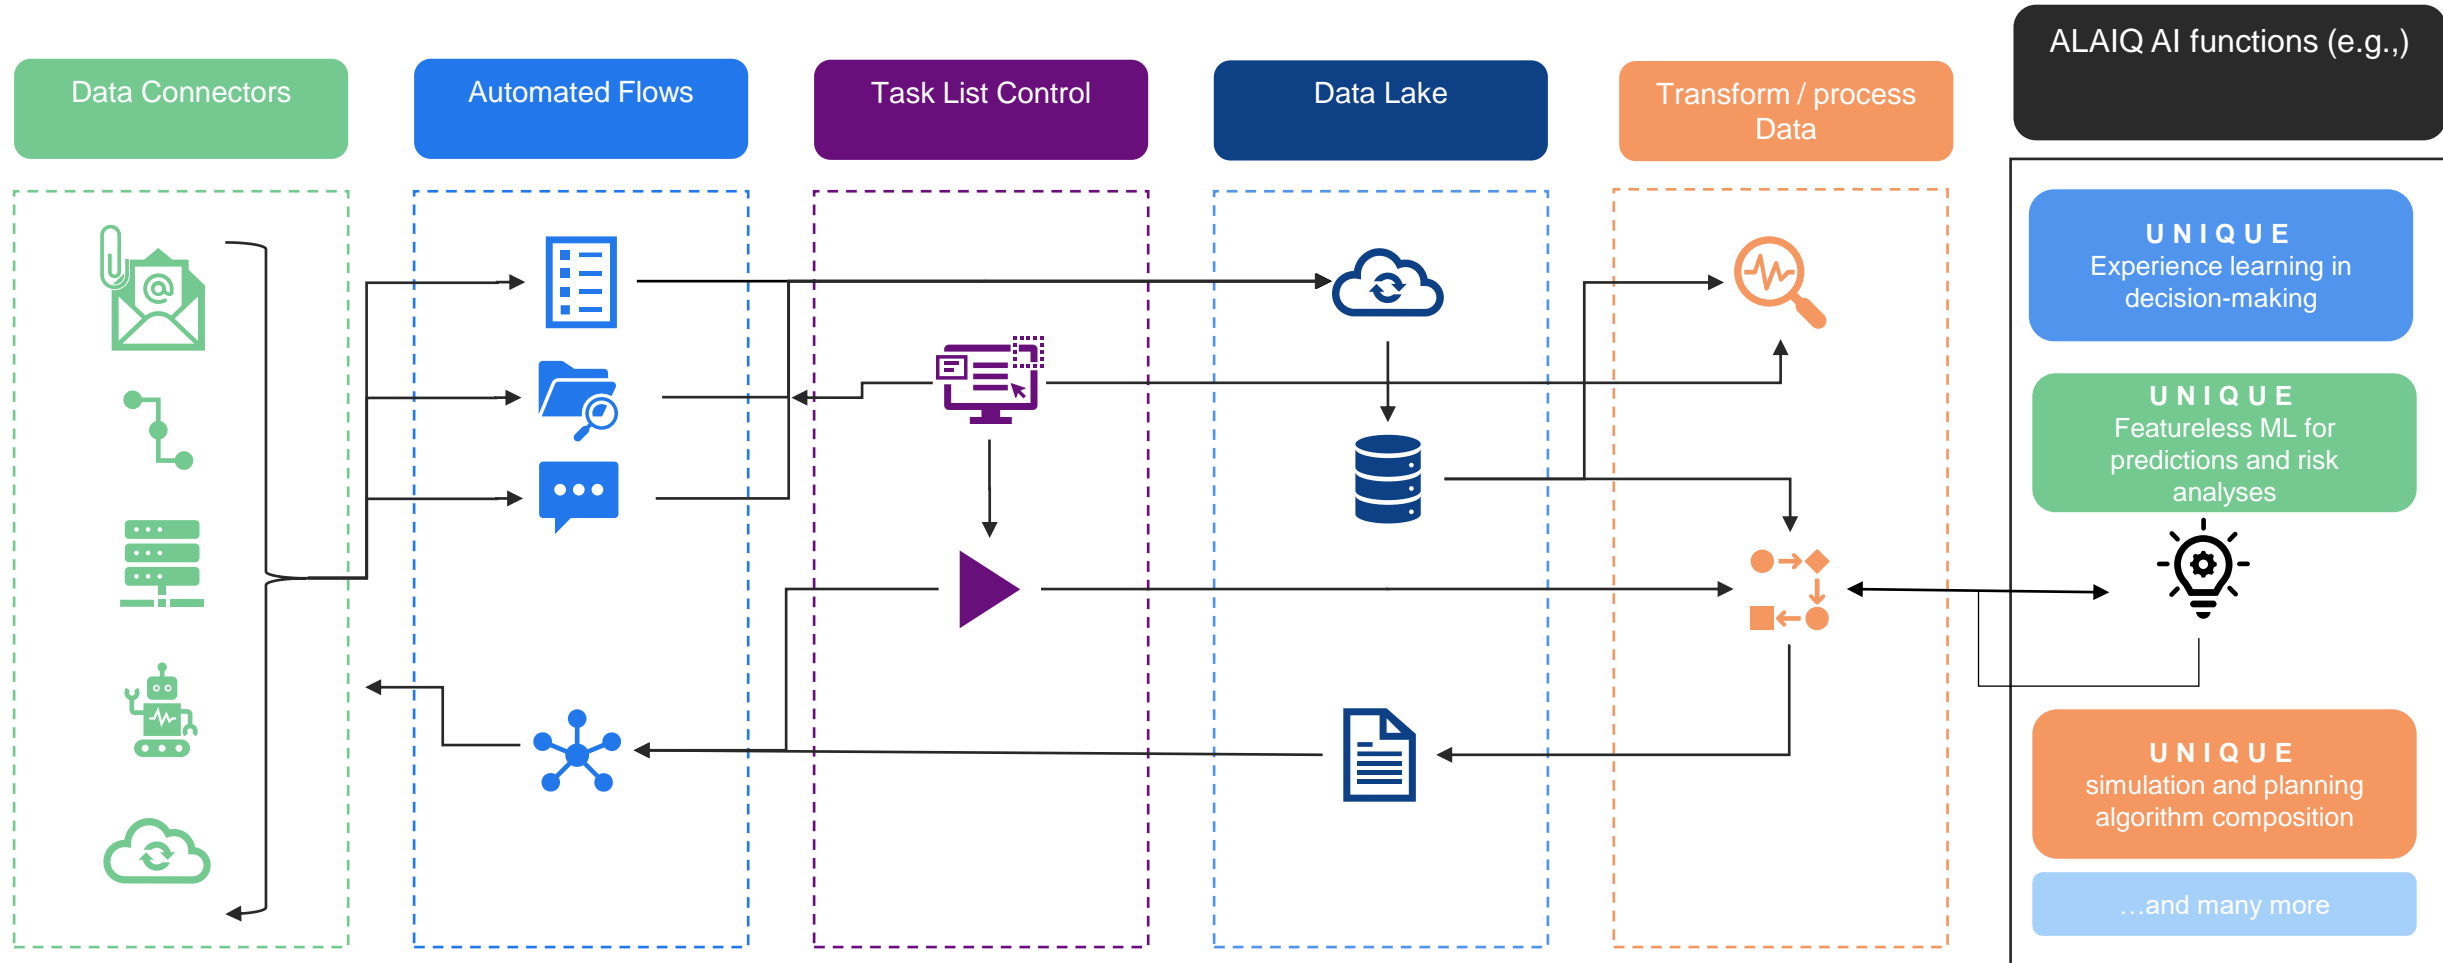 Data Connectors
Automated Flows
Task List Control
Data Lake
Transform / process
Data
ALAIQ AI functions (e.g.,)
UNIQUE
Experience learning in
decision-making
UNIQUE
Featureless ML for
predictions and risk
analyses
UNIQUE
simulation and planning
algorithm composition
…and many more
@